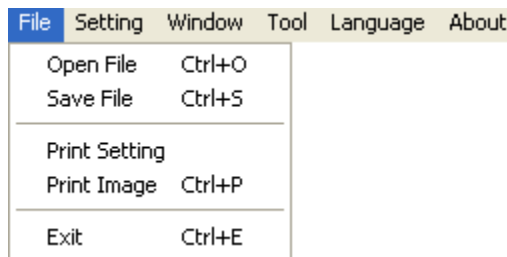 File Setting Window Tool Language About
Open File Ctrl+O
Save File Ctrl+S
Print Setting
Print Image Ctrl+P
Exit Ctrl+E